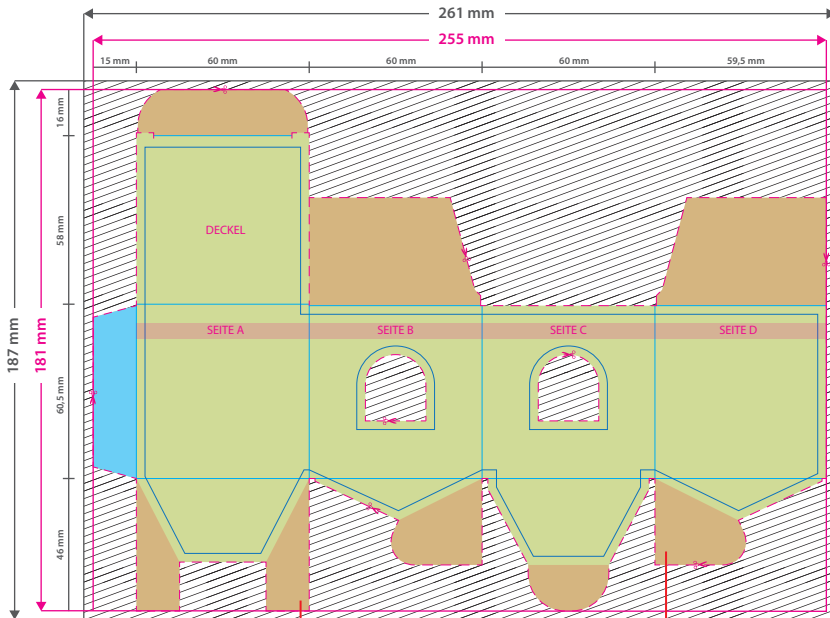 261 mm
255 mm
15 mm 60 mm 60 mm 60 mm 59,5 mm
16 mm
58 mm
60,5 mm
46 mm
187 mm
181 mm
DECKEL
SEITE A SEITE B SEITE C SEITE D